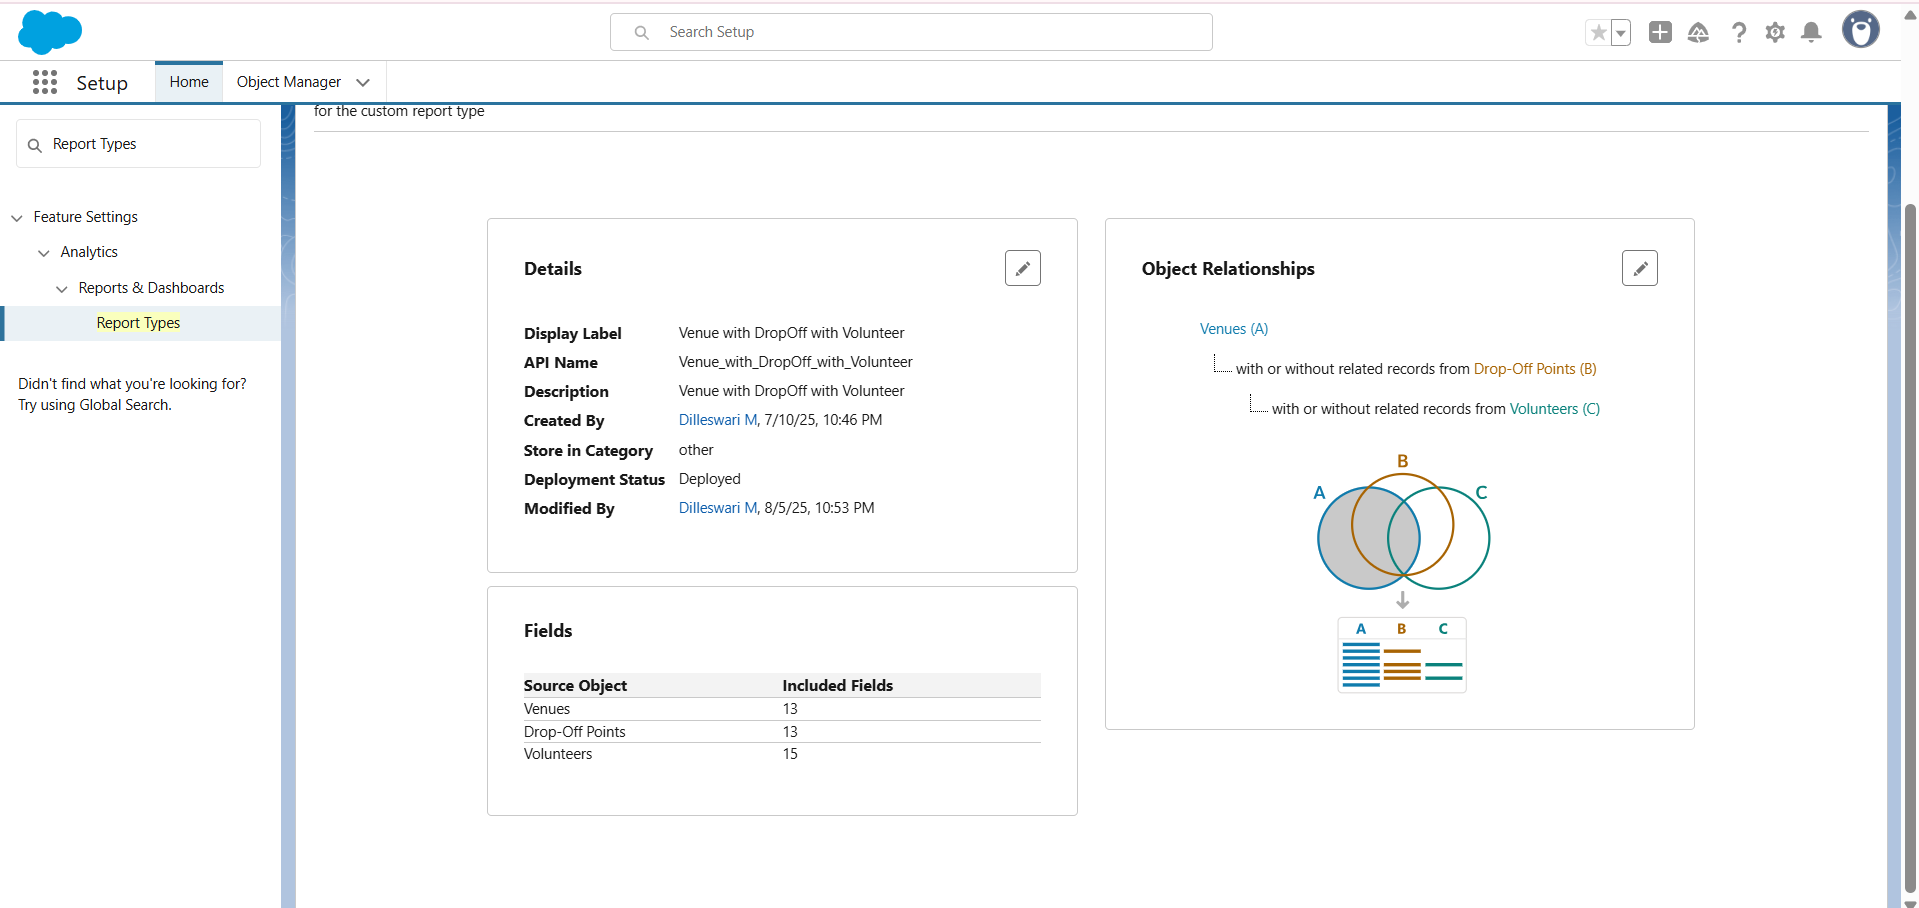 Search Setup
Setup
Home
Object Manager
for the custom report type
Report Types
Feature Settings
Analytics
Reports & Dashboards
Report Types
Didn't find what you're looking for?
Try using Global Search.
Details
Display Label Venue with DropOff with Volunteer
API Name Venue_with_DropOff_with_Volunteer
Description Venue with DropOff with Volunteer
Created By Dilleswari M, 7/10/25, 10:46 PM
Store in Category other
Deployment Status Deployed
Modified By Dilleswari M, 8/5/25, 10:53 PM
Fields
Source Object Included Fields
Venues 13
Drop-Off Points 13
Volunteers 15
Object Relationships
Venues (A)
with or without related records from Drop-Off Points (B)
with or without related records from Volunteers (C)
B
A C
A B C